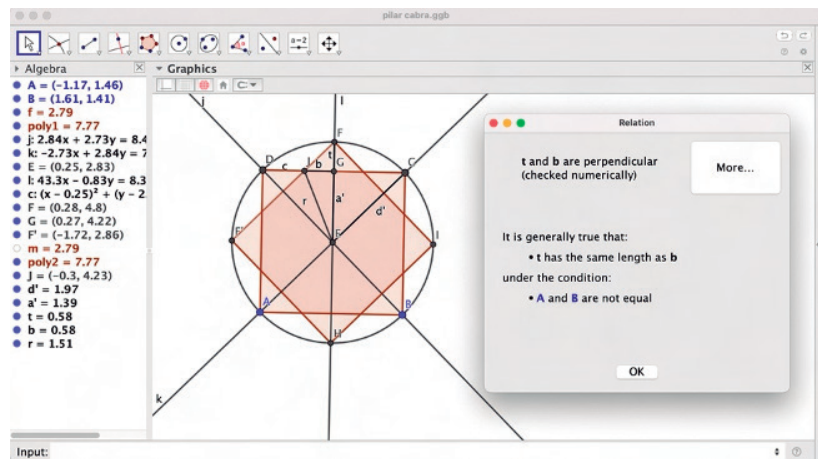 pilar cabra.ggb
a=2
Algebra
Graphics
A = (-1.17, 1.46)
B = (1.61, 1.41)
f = 2.79
poly1 = 7.77
j: 2.84x + 2.73y = 8.4
k: -2.73x + 2.84y = 7
E = (0.25, 2.83)
l: 43.3x - 0.83y = 8.3
c: (x - 0.25)² + (y - 2.
F = (0.28, 4.8)
G = (0.27, 4.22)
F' = (-1.72, 2.86)
m = 2.79
poly2 = 7.77
J = (-0.3, 4.23)
d' = 1.97
a' = 1.39
t = 0.58
b = 0.58
r = 1.51
j
l
F
D
c
J
b
t
G
C
r
a'
d'
F'
E
I
A
B
H
k
Relation
t and b are perpendicular
(checked numerically)
More...
It is generally true that:
• t has the same length as b
under the condition:
• A and B are not equal
OK
Input: